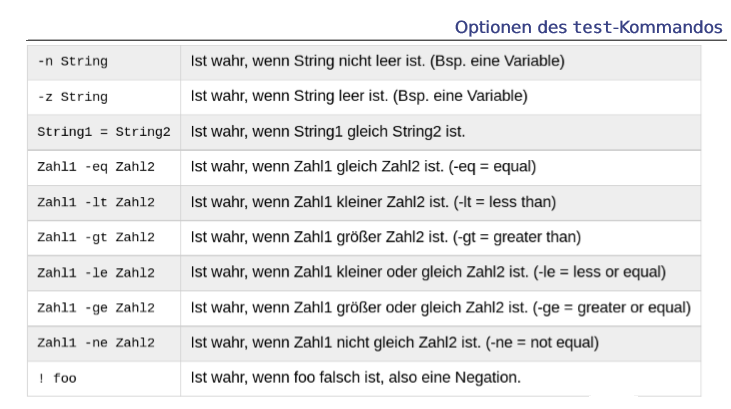 Optionen des test-Kommandos
-n String Ist wahr, wenn String nicht leer ist. (Bsp. eine Variable)
-z String Ist wahr, wenn String leer ist. (Bsp. eine Variable)
String1 = String2 Ist wahr, wenn String1 gleich String2 ist.
Zahl1 -eq Zahl2 Ist wahr, wenn Zahl1 gleich Zahl2 ist. (-eq = equal)
Zahl1 -lt Zahl2 Ist wahr, wenn Zahl1 kleiner Zahl2 ist. (-lt = less than)
Zahl1 -gt Zahl2 Ist wahr, wenn Zahl1 größer Zahl2 ist. (-gt = greater than)
Zahl1 -le Zahl2 Ist wahr, wenn Zahl1 kleiner oder gleich Zahl2 ist. (-le = less or equal)
Zahl1 -ge Zahl2 Ist wahr, wenn Zahl1 größer oder gleich Zahl2 ist. (-ge = greater or equal)
Zahl1 -ne Zahl2 Ist wahr, wenn Zahl1 nicht gleich Zahl2 ist. (-ne = not equal)
! foo Ist wahr, wenn foo falsch ist, also eine Negation.